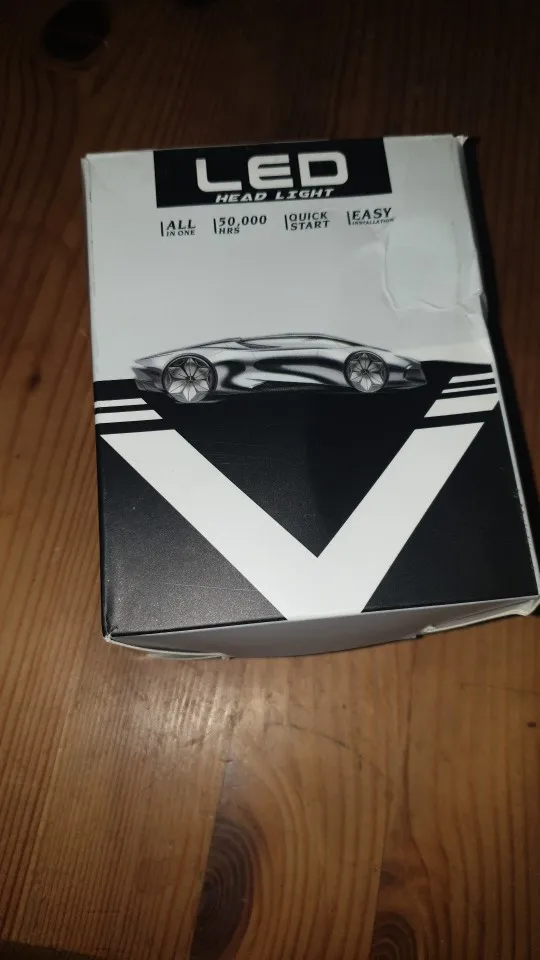 LED
HEAD LIGHT
ALL IN ONE
50,000 HRS
QUICK START
EASY INSTALLATION